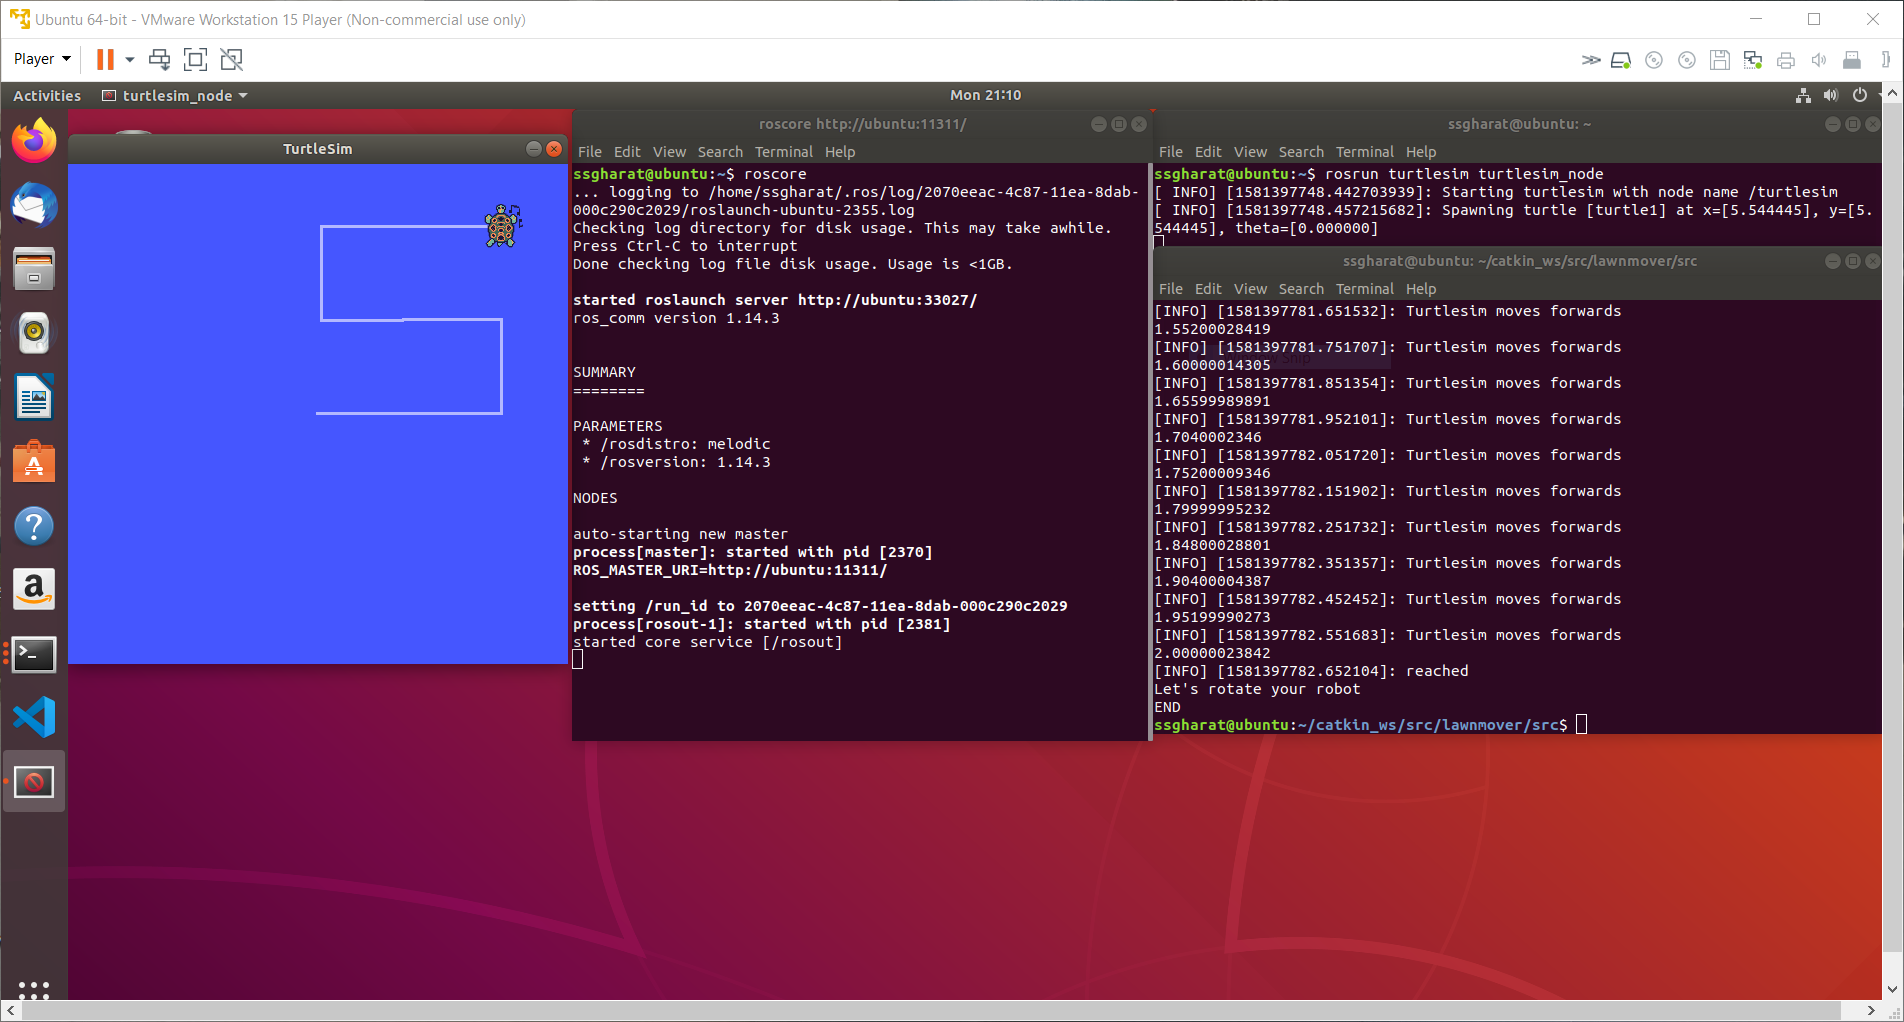 Ubuntu 64-bit - VMware Workstation 15 Player (Non-commercial use only)
Player
Activities
turtlesim_node
Mon 21:10
TurtleSim
roscore http://ubuntu:11311/
File Edit View Search Terminal Help
ssgharat@ubuntu:~$ roscore
... logging to /home/ssgharat/.ros/log/2070eeac-4c87-11ea-8dab-
000c290c2029/roslaunch-ubuntu-2355.log
Checking log directory for disk usage. This may take awhile.
Press Ctrl-C to interrupt
Done checking log file disk usage. Usage is <1GB.
started roslaunch server http://ubuntu:33027/
ros_comm version 1.14.3
SUMMARY
========
PARAMETERS
* /rosdistro: melodic
* /rosversion: 1.14.3
NODES
auto-starting new master
process[master]: started with pid [2370]
ROS_MASTER_URI=http://ubuntu:11311/
setting /run_id to 2070eeac-4c87-11ea-8dab-000c290c2029
process[rosout-1]: started with pid [2381]
started core service [/rosout]
ssgharat@ubuntu: ~
File Edit View Search Terminal Help
ssgharat@ubuntu:~$ rosrun turtlesim turtlesim_node
[ INFO] [1581397748.442703939]: Starting turtlesim with node name /turtlesim
[ INFO] [1581397748.457215682]: Spawning turtle [turtle1] at x=[5.544445], y=[5.
544445], theta=[0.000000]
ssgharat@ubuntu: ~/catkin_ws/src/lawnmover/src
File Edit View Search Terminal Help
[INFO] [1581397781.651532]: Turtlesim moves forwards
1.55200028419
[INFO] [1581397781.751707]: Turtlesim moves forwards
1.60000014305
[INFO] [1581397781.851354]: Turtlesim moves forwards
1.65599989891
[INFO] [1581397781.952101]: Turtlesim moves forwards
1.7040002346
[INFO] [1581397782.051720]: Turtlesim moves forwards
1.75200009346
[INFO] [1581397782.151902]: Turtlesim moves forwards
1.79999995232
[INFO] [1581397782.251732]: Turtlesim moves forwards
1.84800028801
[INFO] [1581397782.351357]: Turtlesim moves forwards
1.90400004387
[INFO] [1581397782.452452]: Turtlesim moves forwards
1.95199990273
[INFO] [1581397782.551683]: Turtlesim moves forwards
2.00000023842
[INFO] [1581397782.652104]: reached
Let's rotate your robot
END
ssgharat@ubuntu:~/catkin_ws/src/lawnmover/src$